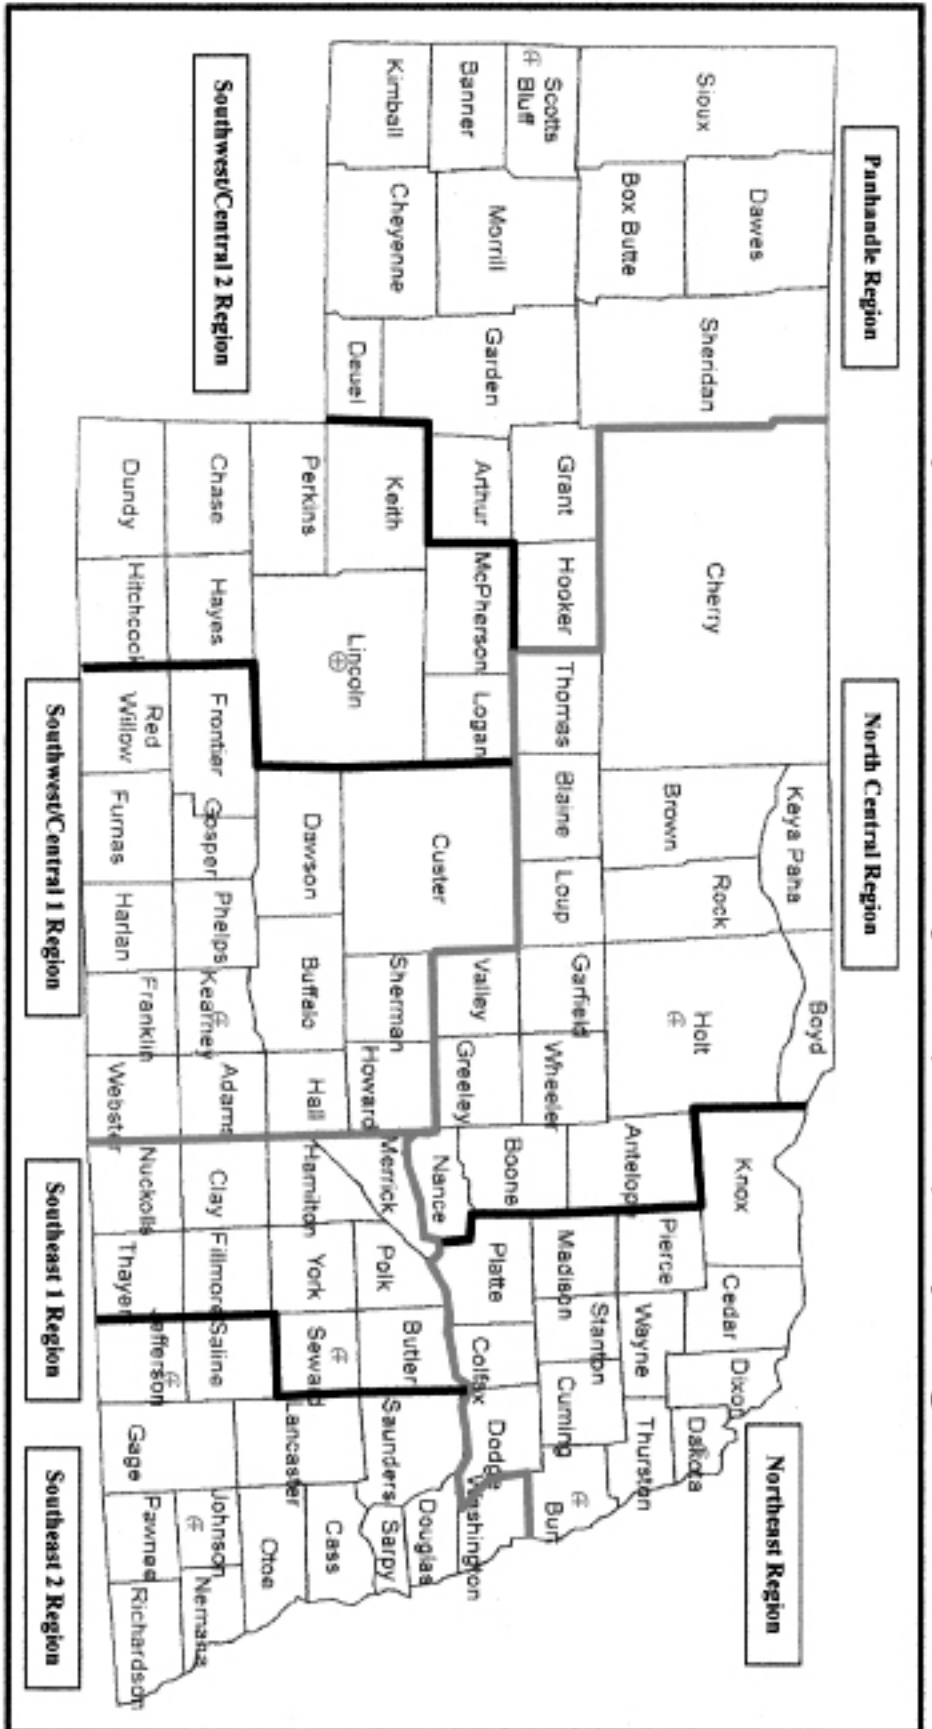 Panhandle Region
North Central Region
Northeast Region
Sioux
Dawes
Box Butte
Sheridan
Scotts
Bluff
Banner
Kimball
Morrill
Cheyenne
Garden
Deuel
Cherry
Keya Paha
Boyd
Brown
Rock
Holt
Grant
Hooker
Thomas
Blaine
Loup
Garfield
Wheeler
Arthur
McPherson
Logan
Keith
Perkins
Lincoln
Chase
Hayes
Dundy
Hitchcock
Frontier
Red
Willow
Custer
Valley
Greeley
Sherman
Howard
Dawson
Buffalo
Hall
Gosper
Phelps
Kearney
Adams
Furnas
Harlan
Franklin
Webster
Knox
Antelop
Boone
Nance
Pierce
Cedar
Dixon
Dakota
Wayne
Thurston
Madison
Stanton
Cuming
Burt
Platte
Colfax
Dodge
Washington
Merrick
Hamilton
Polk
York
Butler
Seward
Clay
Fillmore
Nuckolls
Thayer
Saline
Jefferson
Saunders
Douglas
Sarpy
Lancaster
Cass
Otoe
Gage
Johnson
Nemaha
Pawnee
Richardson
Southwest/Central 2 Region
Southwest/Central 1 Region
Southeast 1 Region
Southeast 2 Region